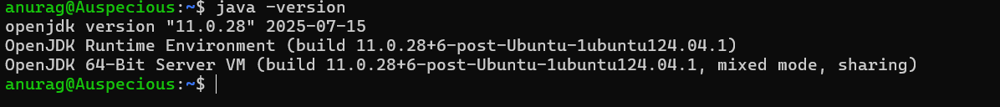 anurag@Auspecious:~$ java -version
openjdk version "11.0.28" 2025-07-15
OpenJDK Runtime Environment (build 11.0.28+6-post-Ubuntu-1ubuntu124.04.1)
OpenJDK 64-Bit Server VM (build 11.0.28+6-post-Ubuntu-1ubuntu124.04.1, mixed mode, sharing)
anurag@Auspecious:~$